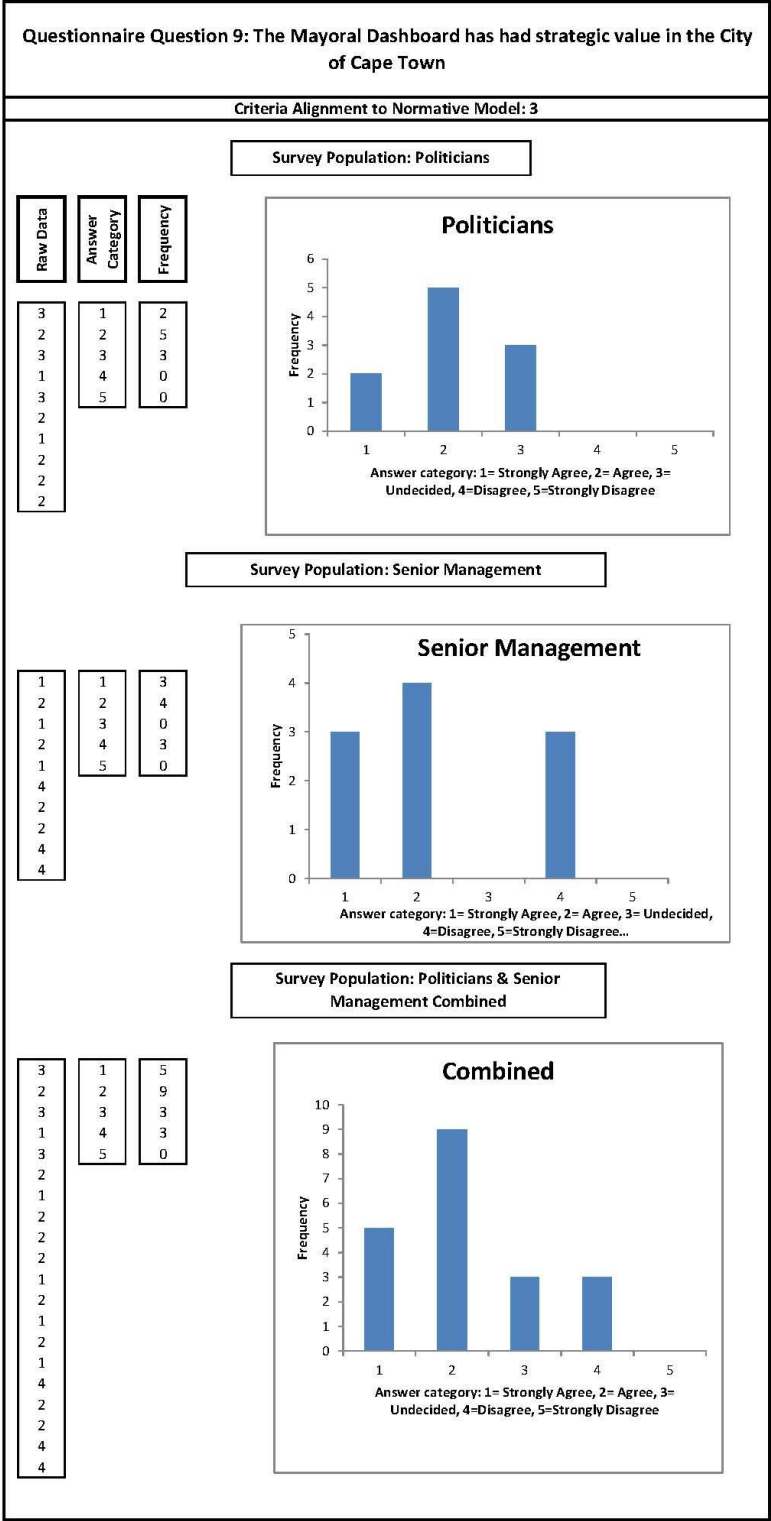 Questionnaire Question 9: The Mayoral Dashboard has had strategic value in the City
of Cape Town
Criteria Alignment to Normative Model: 3
Survey Population: Politicians
Raw Data
Answer
Category
Frequency
3 1 2
2 2 5
3 3 3
1 4 0
3 5 0
2
1
2
2
2
Politicians
Frequency
6
5
4
3
2
1
0
1 2 3 4 5
Answer category: 1= Strongly Agree, 2= Agree, 3=
Undecided, 4=Disagree, 5=Strongly Disagree
Survey Population: Senior Management
1 1 3
2 2 4
1 3 0
2 4 3
1 5 0
4
2
2
4
4
Senior Management
Frequency
5
4
3
2
1
0
1 2 3 4 5
Answer category: 1= Strongly Agree, 2= Agree, 3= Undecided,
4=Disagree, 5=Strongly Disagree...
Survey Population: Politicians & Senior
Management Combined
3 1 5
2 2 9
3 3 3
1 4 3
3 5 0
2
1
2
2
2
1
2
1
2
1
4
2
2
4
4
Combined
Frequency
10
9
8
7
6
5
4
3
2
1
0
1 2 3 4 5
Answer category: 1= Strongly Agree, 2= Agree, 3=
Undecided, 4=Disagree, 5=Strongly Disagree